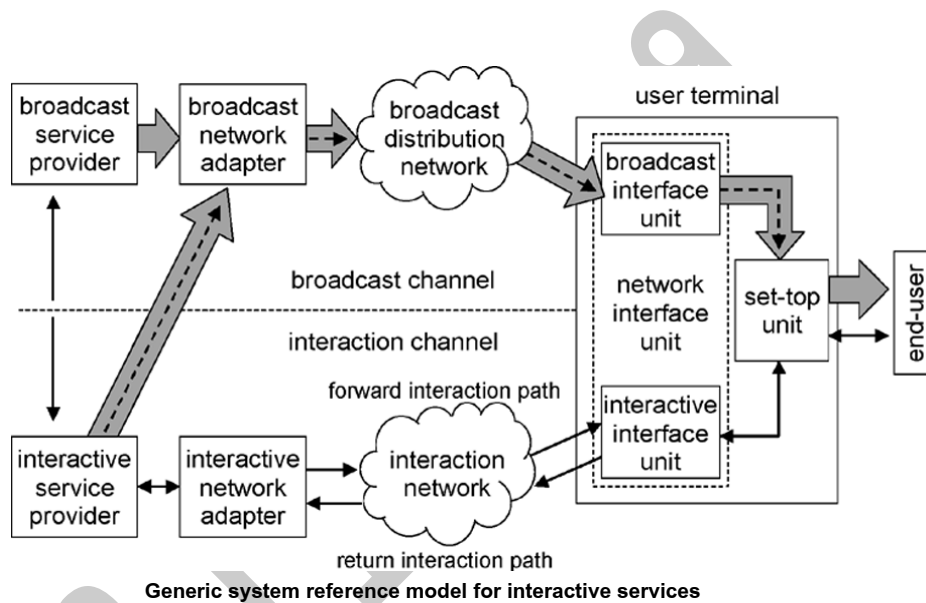 broadcast
service
provider
broadcast
network
adapter
broadcast
distribution
network
user terminal
broadcast
interface
unit
broadcast channel
network
interface
unit
set-top
unit
end-user
interaction channel
forward interaction path
interactive
service
provider
interactive
network
adapter
interaction
network
interactive
interface
unit
return interaction path
Generic system reference model for interactive services